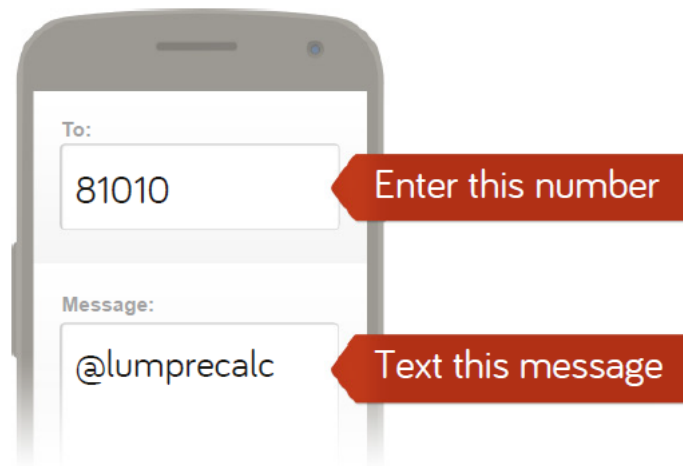 To:
81010
Enter this number
Message:
@lumprecalc
Text this message